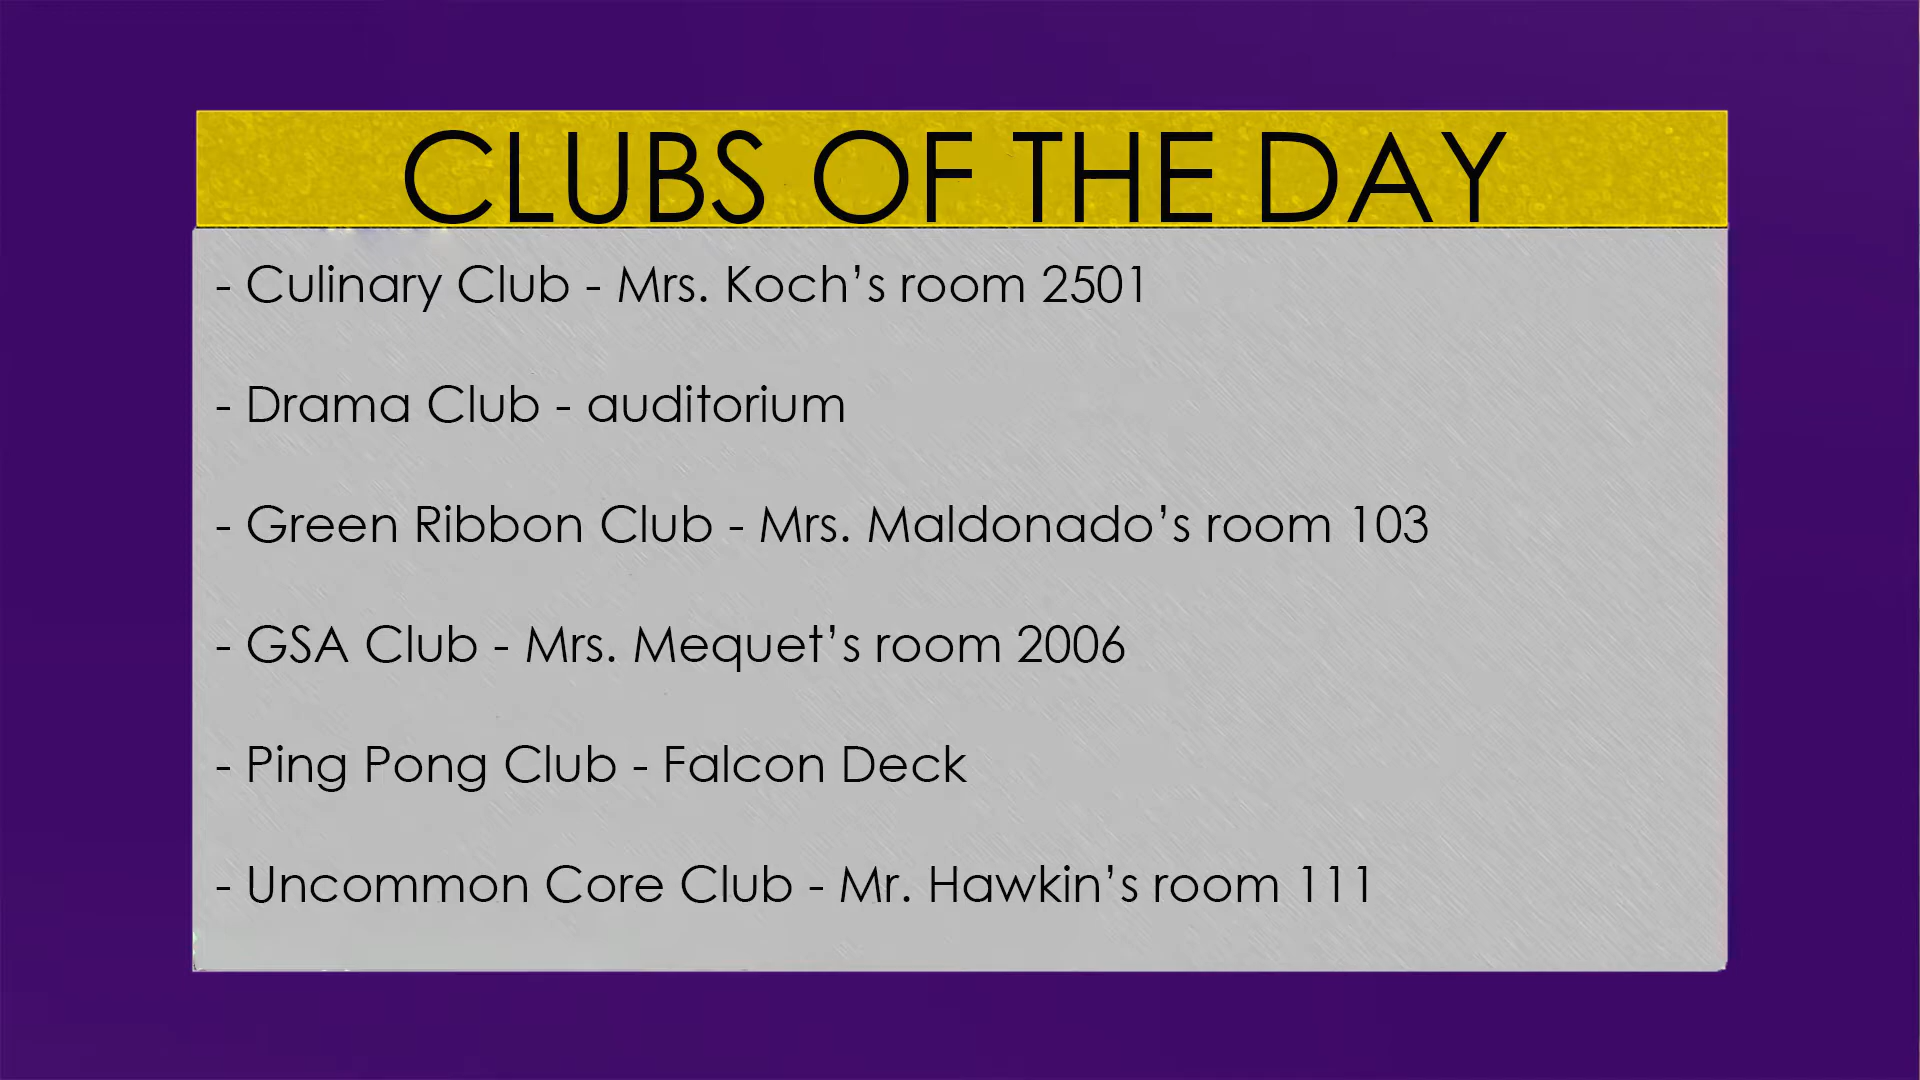 CLUBS OF THE DAY
- Culinary Club - Mrs. Koch’s room 2501
- Drama Club - auditorium
- Green Ribbon Club - Mrs. Maldonado’s room 103
- GSA Club - Mrs. Mequet’s room 2006
- Ping Pong Club - Falcon Deck
- Uncommon Core Club - Mr. Hawkin’s room 111